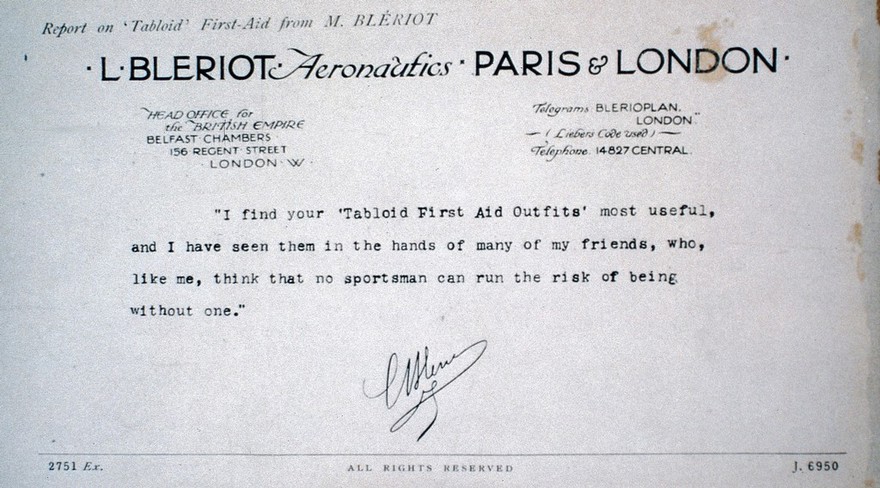 Report on 'Tabloid' First-Aid from M. BLÉRIOT
·L·BLERIOT·Aeronautics·PARIS & LONDON·
HEAD OFFICE for
the BRITISH EMPIRE
BELFAST CHAMBERS
156 REGENT STREET
· LONDON · W ·
Telegrams: BLERIOPLAN.
LONDON."
— ( Liebers Code used ) —
Telephone: 14827 CENTRAL.
"I find your 'Tabloid First Aid Outfits' most useful,
and I have seen them in the hands of many of my friends, who,
like me, think that no sportsman can run the risk of being
without one."
2751 Ex.
ALL RIGHTS RESERVED
J. 6950